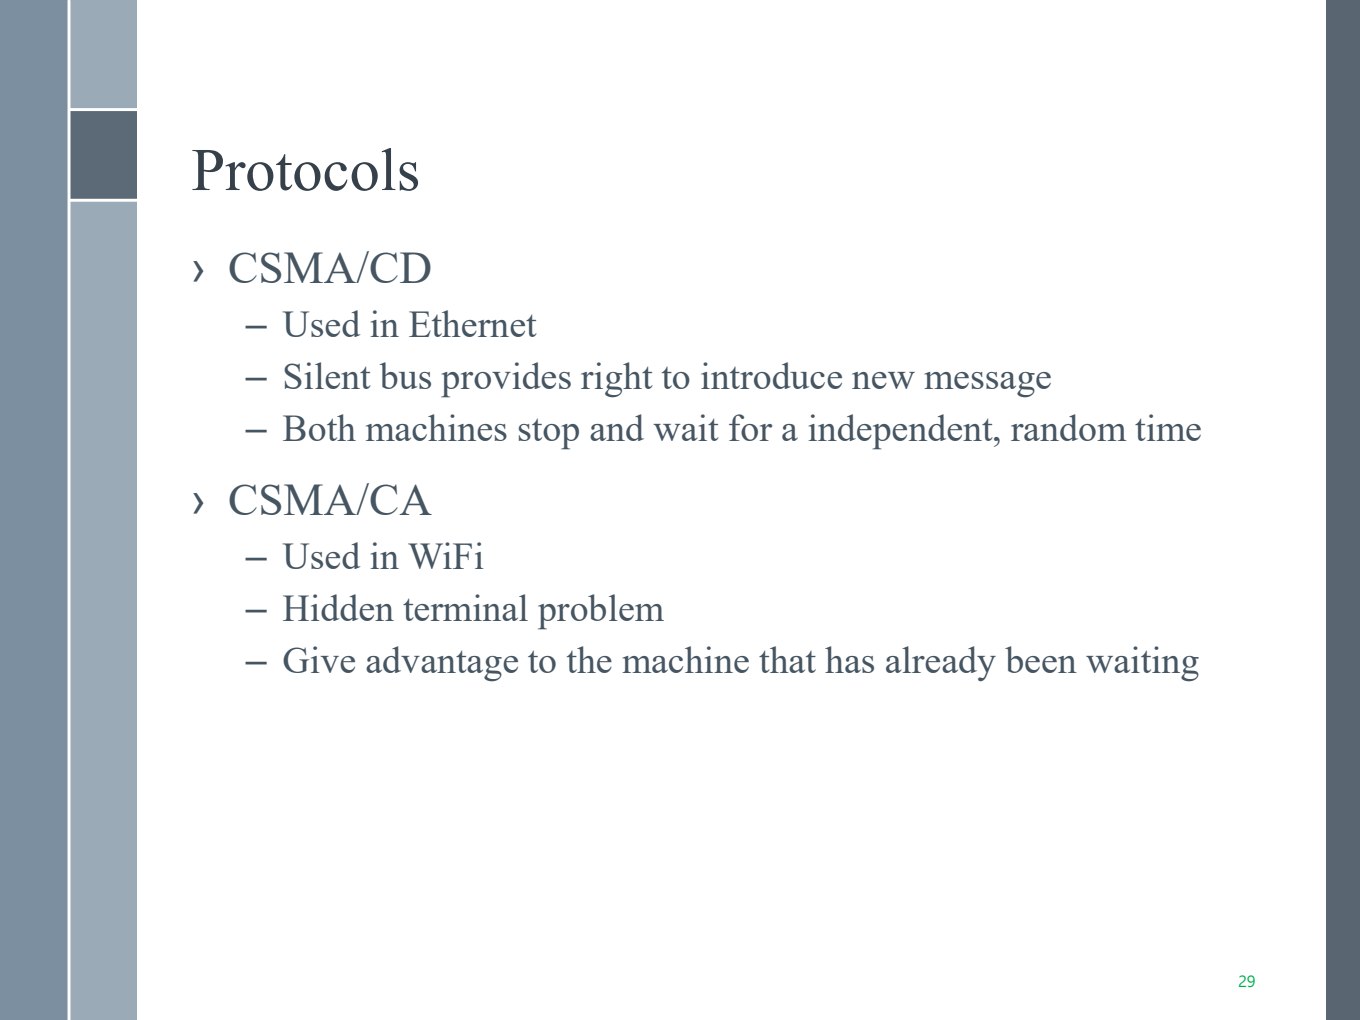 Protocols
› CSMA/CD
– Used in Ethernet
– Silent bus provides right to introduce new message
– Both machines stop and wait for a independent, random time
› CSMA/CA
– Used in WiFi
– Hidden terminal problem
– Give advantage to the machine that has already been waiting
29